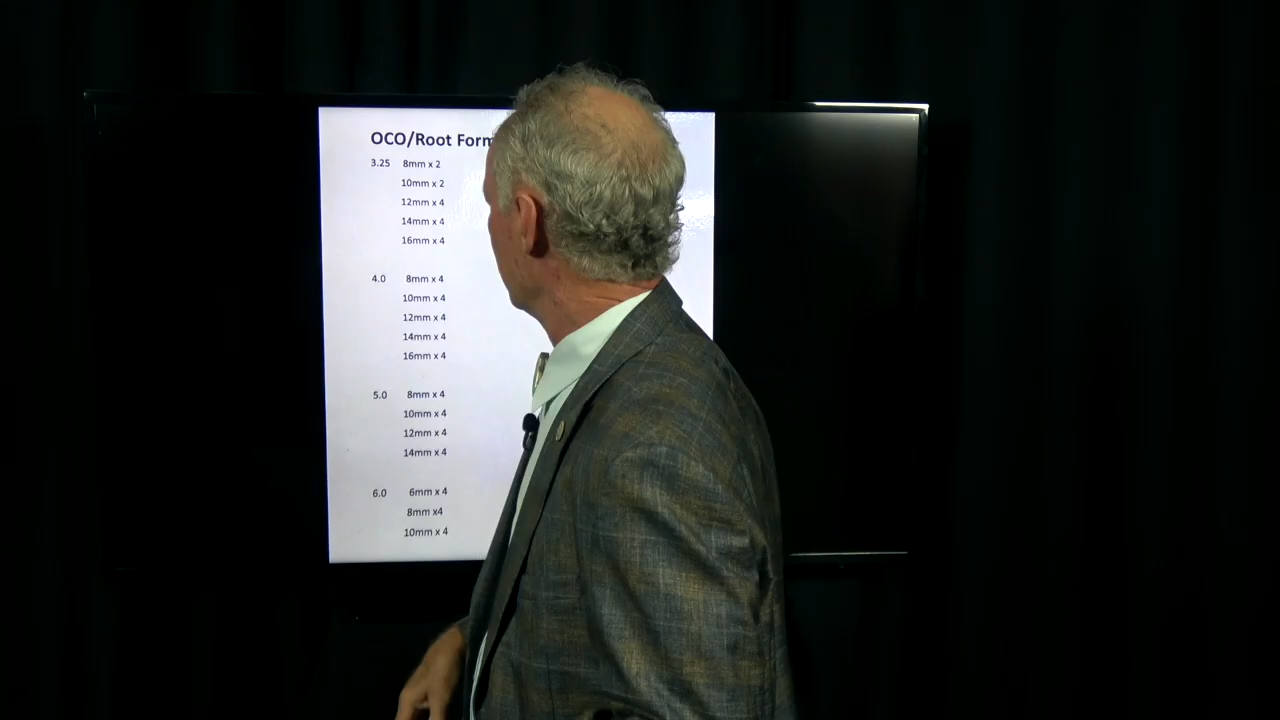 OCO/Root Form
3.25 8mm x 2
10mm x 2
12mm x 4
14mm x 4
16mm x 4
4.0 8mm x 4
10mm x 4
12mm x 4
14mm x 4
16mm x 4
5.0 8mm x 4
10mm x 4
12mm x 4
14mm x 4
6.0 6mm x 4
8mm x4
10mm x 4